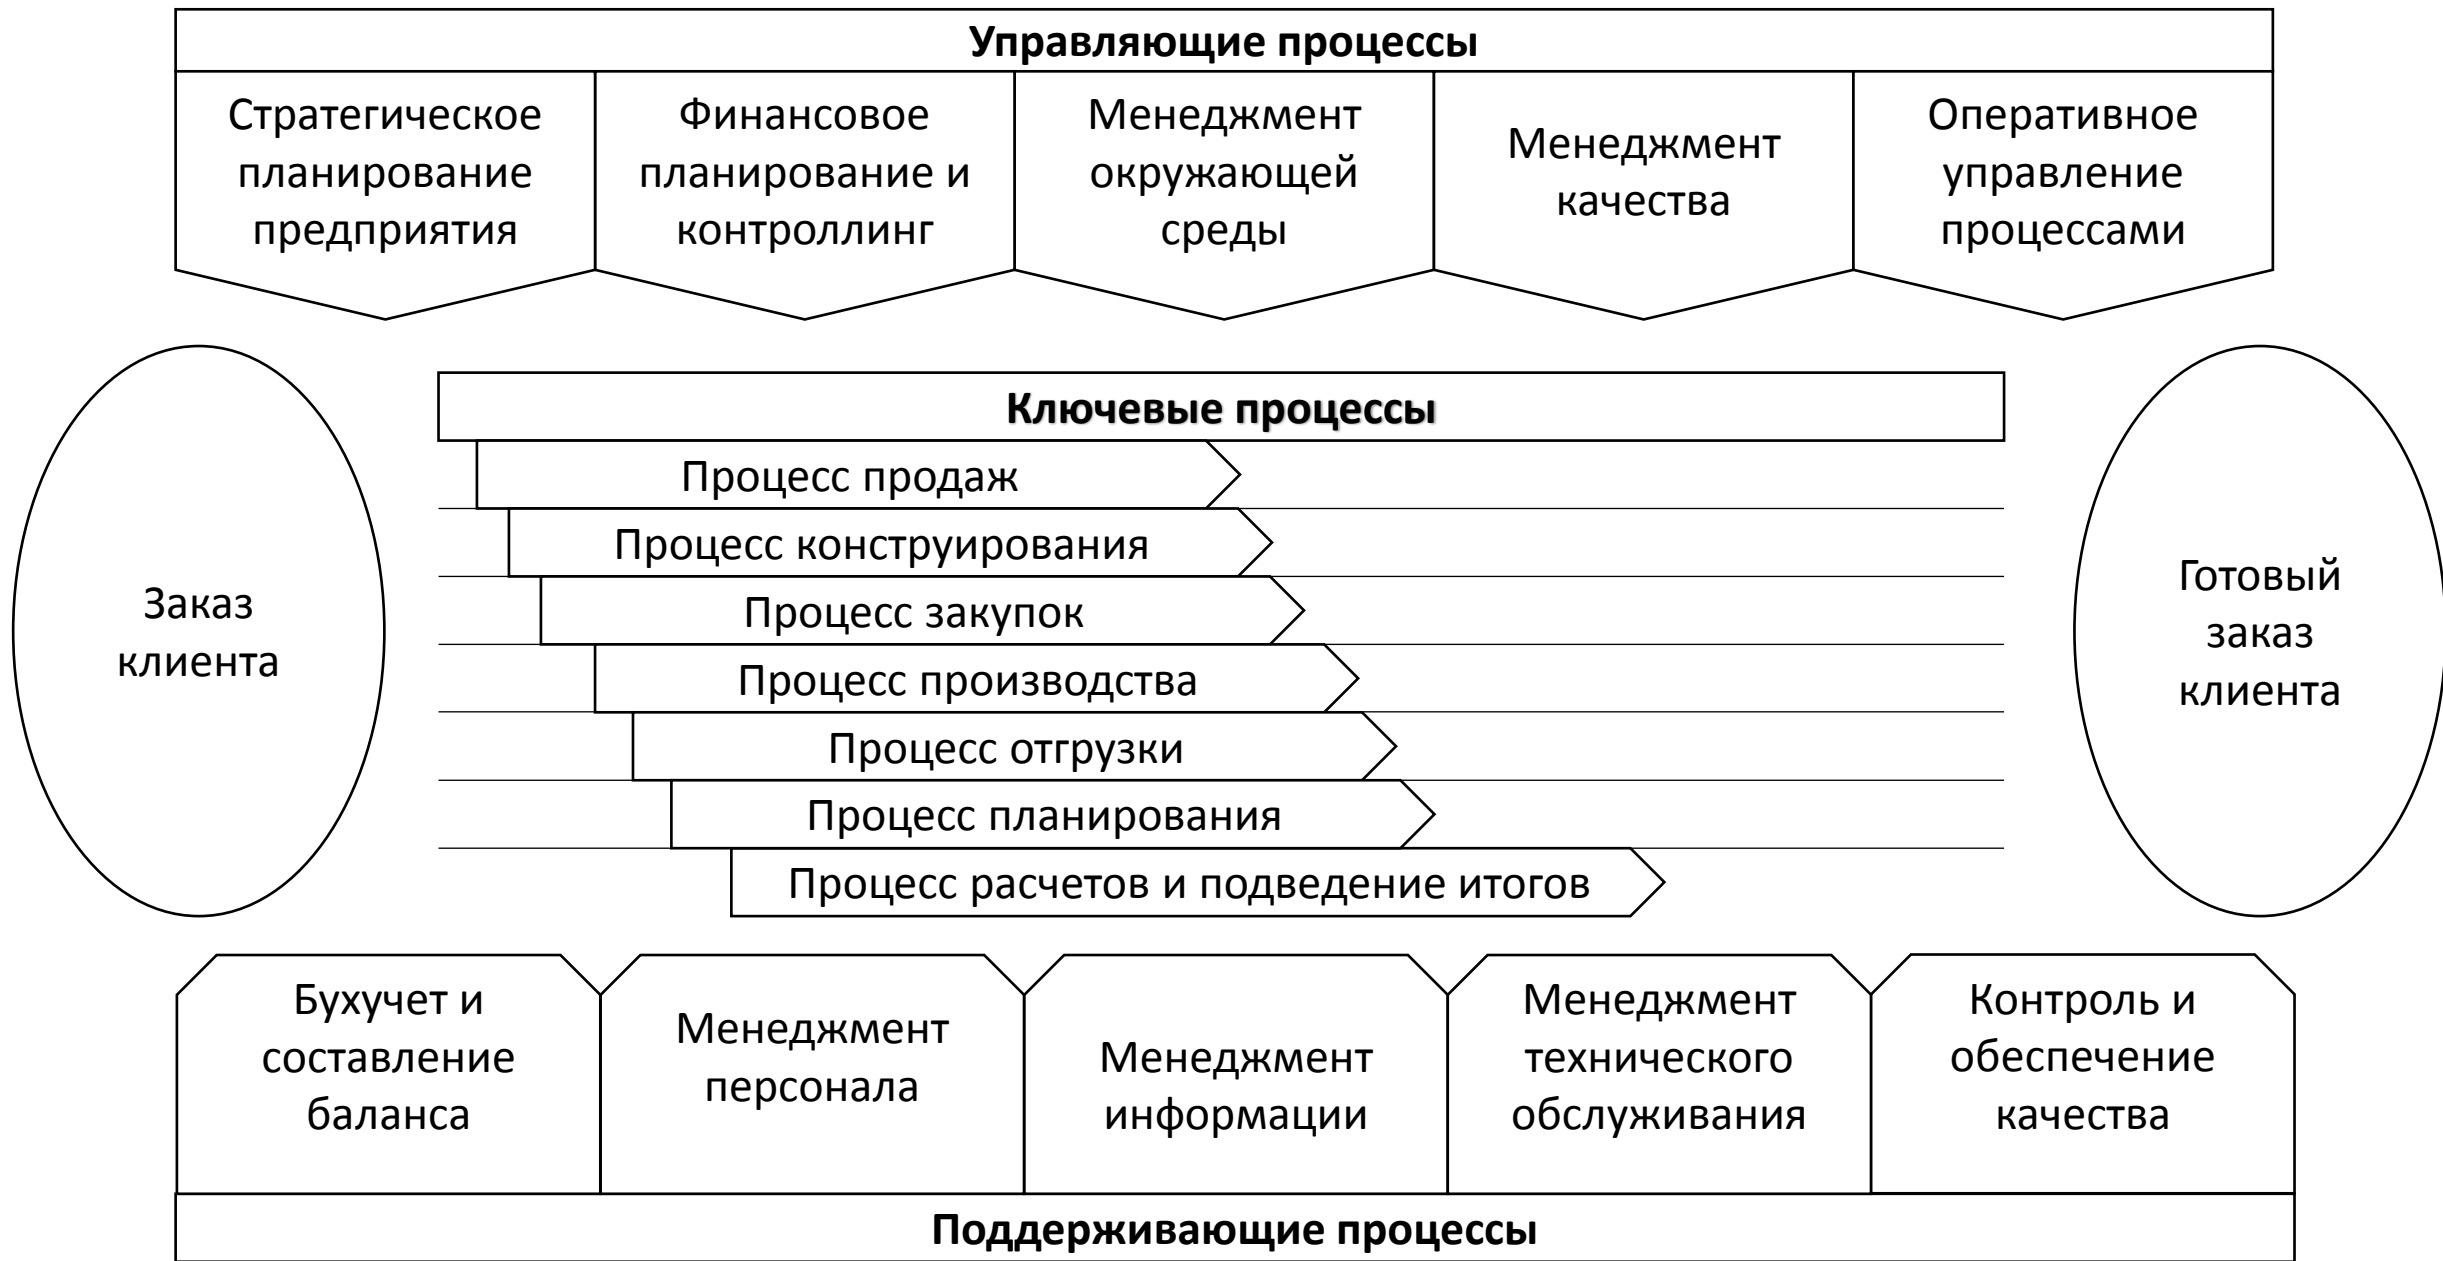 Управляющие процессы
Стратегическое
планирование
предприятия
Финансовое
планирование и
контроллинг
Менеджмент
окружающей
среды
Менеджмент
качества
Оперативное
управление
процессами
Заказ
клиента
Ключевые процессы
Процесс продаж
Процесс конструирования
Процесс закупок
Процесс производства
Процесс отгрузки
Процесс планирования
Процесс расчетов и подведение итогов
Готовый
заказ
клиента
Бухучет и
составление
баланса
Менеджмент
персонала
Менеджмент
информации
Менеджмент
технического
обслуживания
Контроль и
обеспечение
качества
Поддерживающие процессы